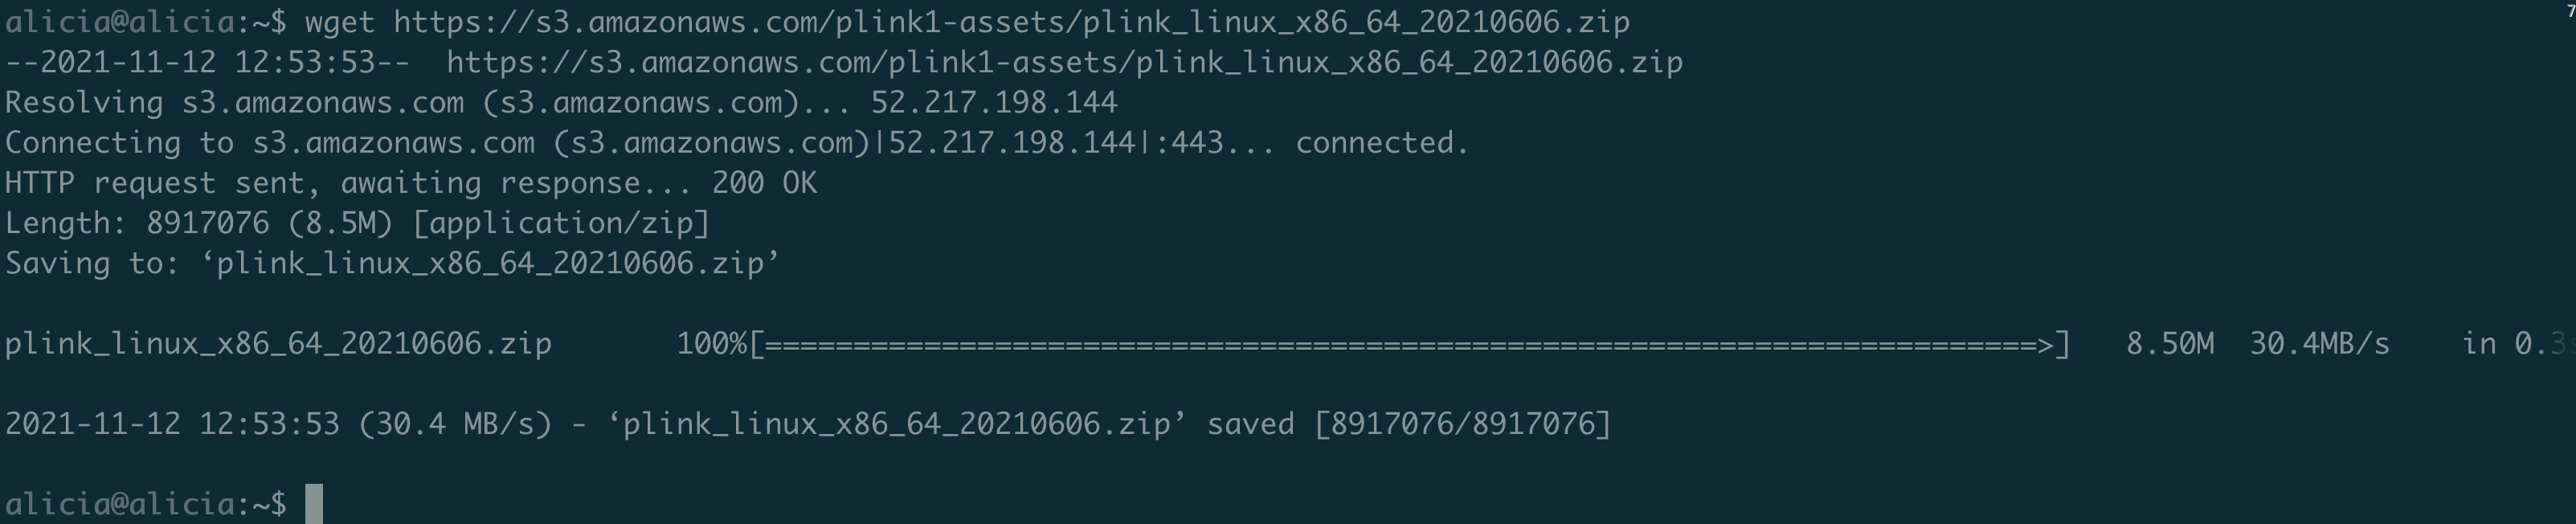 alicia@alicia:~$ wget https://s3.amazonaws.com/plink1-assets/plink_linux_x86_64_20210606.zip
--2021-11-12 12:53:53--  https://s3.amazonaws.com/plink1-assets/plink_linux_x86_64_20210606.zip
Resolving s3.amazonaws.com (s3.amazonaws.com)... 52.217.198.144
Connecting to s3.amazonaws.com (s3.amazonaws.com)|52.217.198.144|:443... connected.
HTTP request sent, awaiting response... 200 OK
Length: 8917076 (8.5M) [application/zip]
Saving to: ‘plink_linux_x86_64_20210606.zip’
plink_linux_x86_64_20210606.zip       100%[========================================================================>]   8.50M  30.4MB/s    in 0.3s
2021-11-12 12:53:53 (30.4 MB/s) - ‘plink_linux_x86_64_20210606.zip’ saved [8917076/8917076]
alicia@alicia:~$